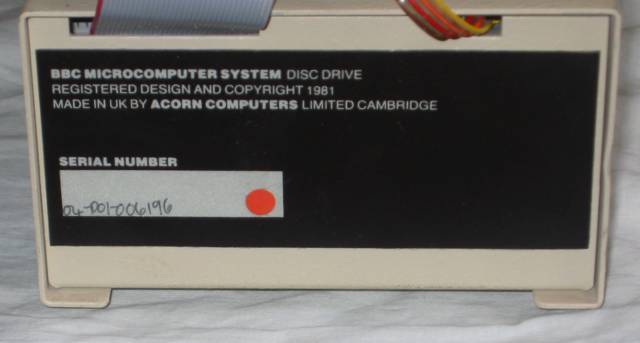 BBC MICROCOMPUTER SYSTEM DISC DRIVE
REGISTERED DESIGN AND COPYRIGHT 1981
MADE IN UK BY ACORN COMPUTERS LIMITED CAMBRIDGE
SERIAL NUMBER
04-D01-006196